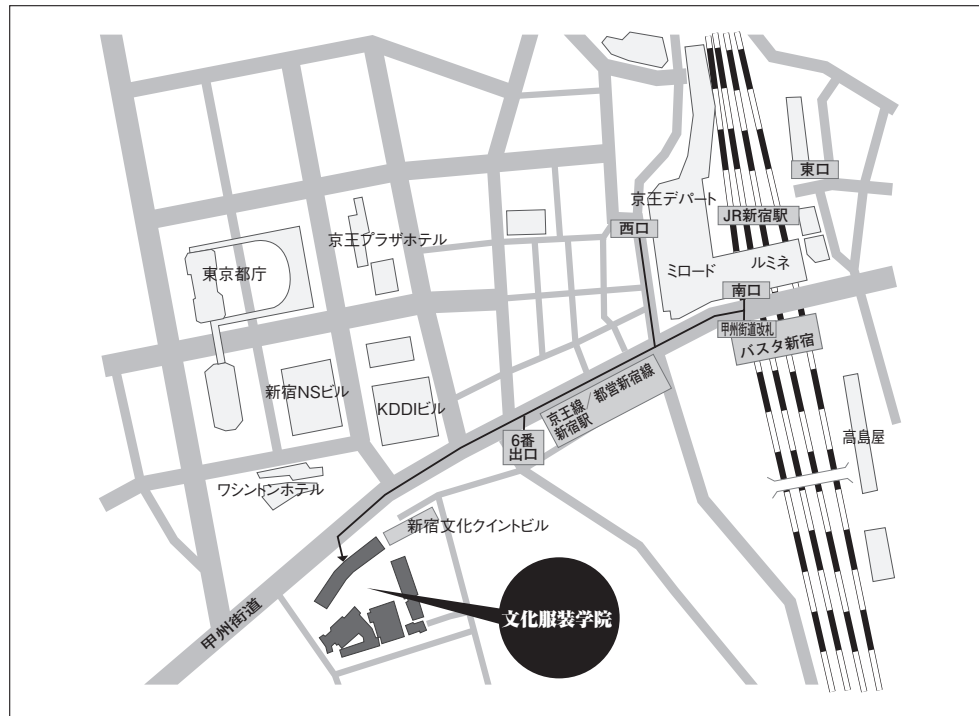 東口
京王デパート
JR新宿駅
西口
京王プラザホテル
東京都庁
ミロード
ルミネ
南口
甲州街道改札
バスタ新宿
新宿NSビル
KDDIビル
京王線／都営新宿線
新宿駅
6番
出口
高島屋
ワシントンホテル
新宿文化クイントビル
甲州街道
文化服装学院